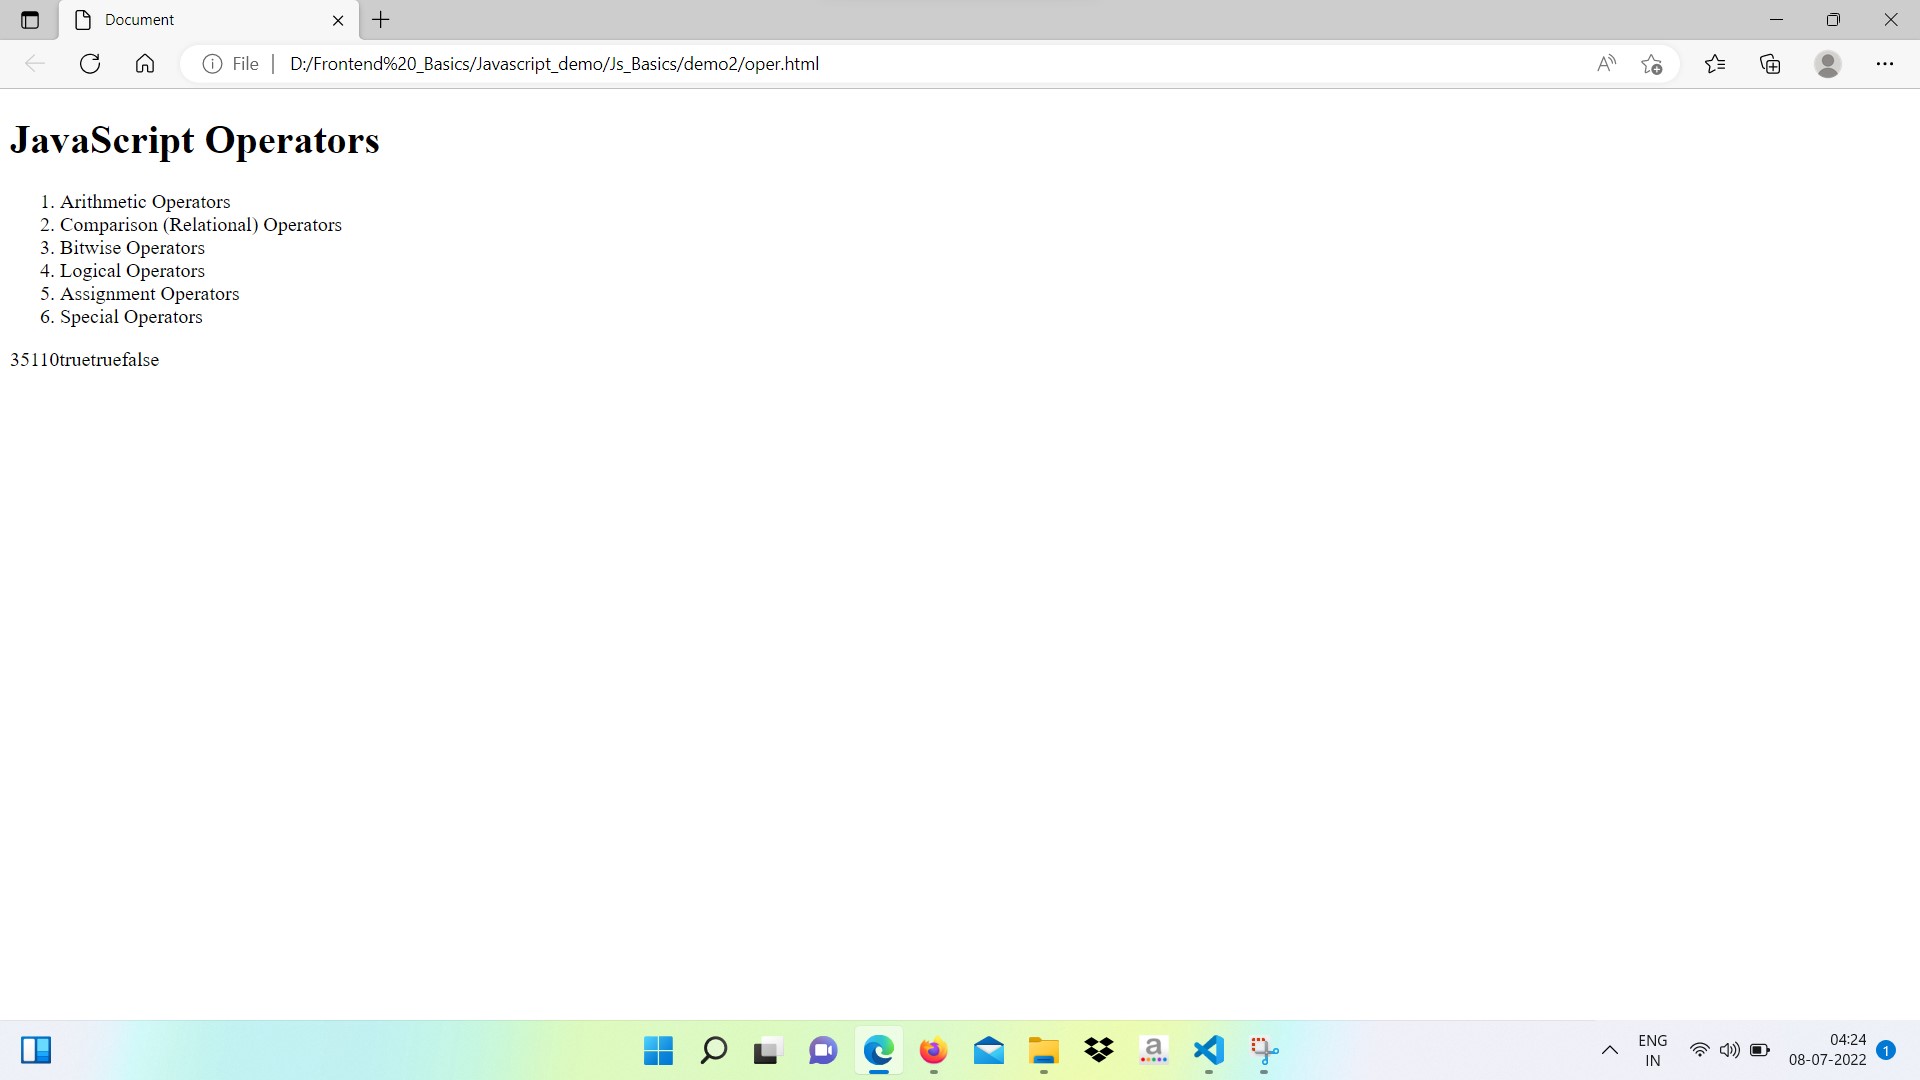 Document
File
D:/Frontend%20_Basics/Javascript_demo/Js_Basics/demo2/oper.html
JavaScript Operators
1. Arithmetic Operators
2. Comparison (Relational) Operators
3. Bitwise Operators
4. Logical Operators
5. Assignment Operators
6. Special Operators
35110truetruefalse
a
ENG
IN
04:24
08-07-2022
1